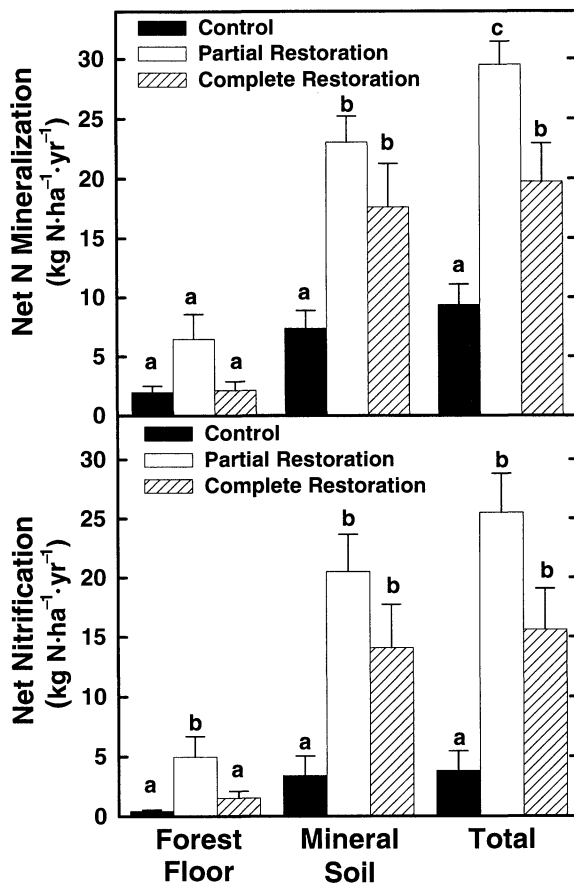 Net N Mineralization
(kg N·ha⁻¹·yr⁻¹)
Control
Partial Restoration
Complete Restoration
30
25
20
15
10
5
0
a a a
a b b
a c b
Net Nitrification
(kg N·ha⁻¹·yr⁻¹)
Control
Partial Restoration
Complete Restoration
30
25
20
15
10
5
0
a b a
a b b
a b b
Forest
Floor
Mineral
Soil
Total